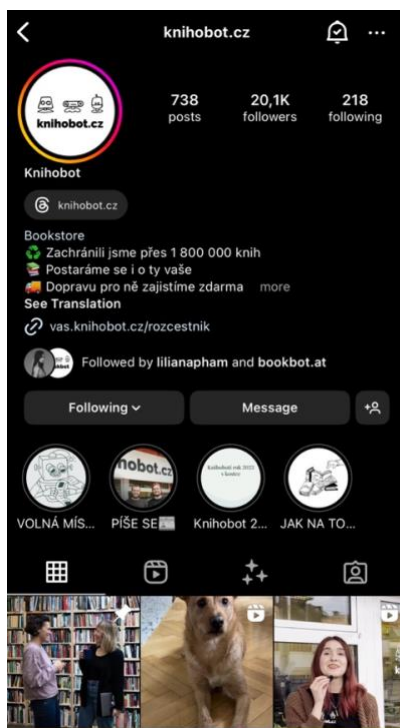 knihobot.cz
knihobot.cz
738 20,1K 218
posts followers following
Knihobot
knihobot.cz
Bookstore
♻️ Zachránili jsme přes 1 800 000 knih
📚 Postaráme se i o ty vaše
🚚 Dopravu pro ně zajistíme zdarma more
See Translation
vas.knihobot.cz/rozcestnik
Followed by lilianapham and bookbot.at
Following Message
nobot.cz
VOLNÁ MÍS... PÍŠE SE📰 Knihobot 2... JAK NA TO...